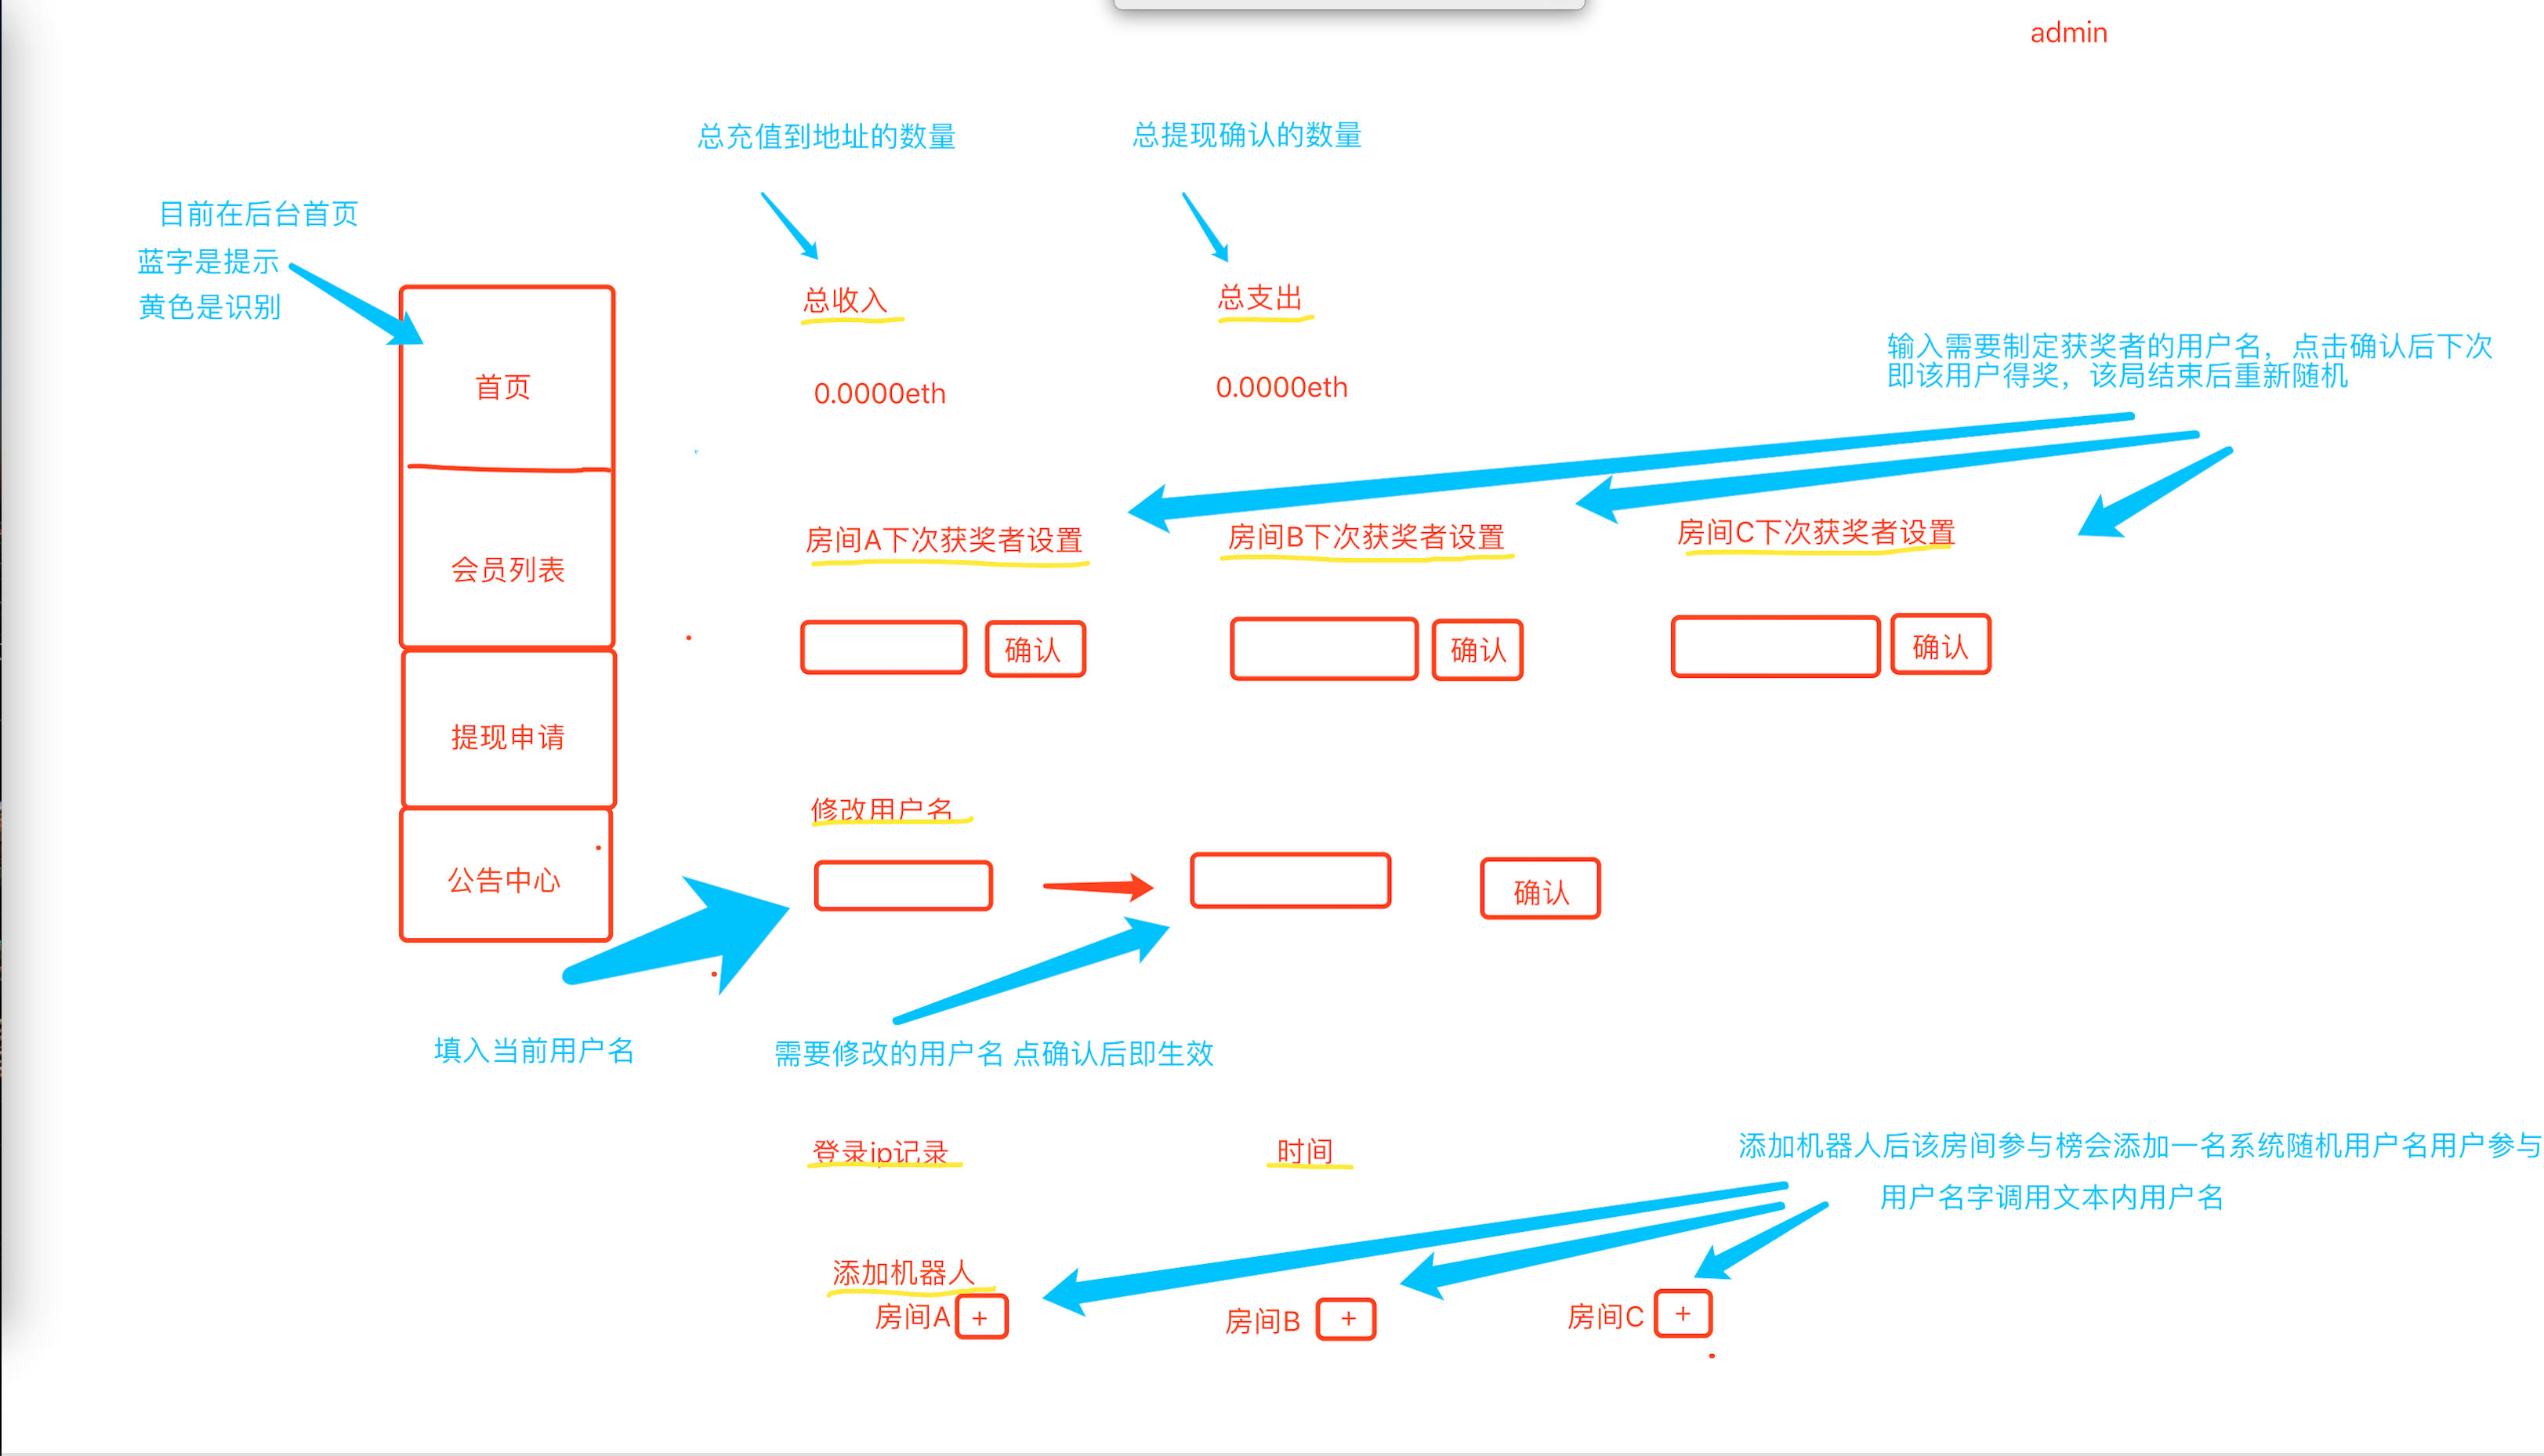 admin
总充值到地址的数量
总提现确认的数量
目前在后台首页
蓝字是提示
黄色是识别
总收入
总支出
0.0000eth
0.0000eth
输入需要制定获奖者的用户名，点击确认后下次
即该用户得奖，该局结束后重新随机
首页
会员列表
提现申请
公告中心
房间A下次获奖者设置
房间B下次获奖者设置
房间C下次获奖者设置
确认
确认
确认
修改用户名
确认
填入当前用户名
需要修改的用户名 点确认后即生效
登录ip记录
时间
添加机器人后该房间参与榜会添加一名系统随机用户名用户参与
用户名字调用文本内用户名
添加机器人
房间A +
房间B +
房间C +